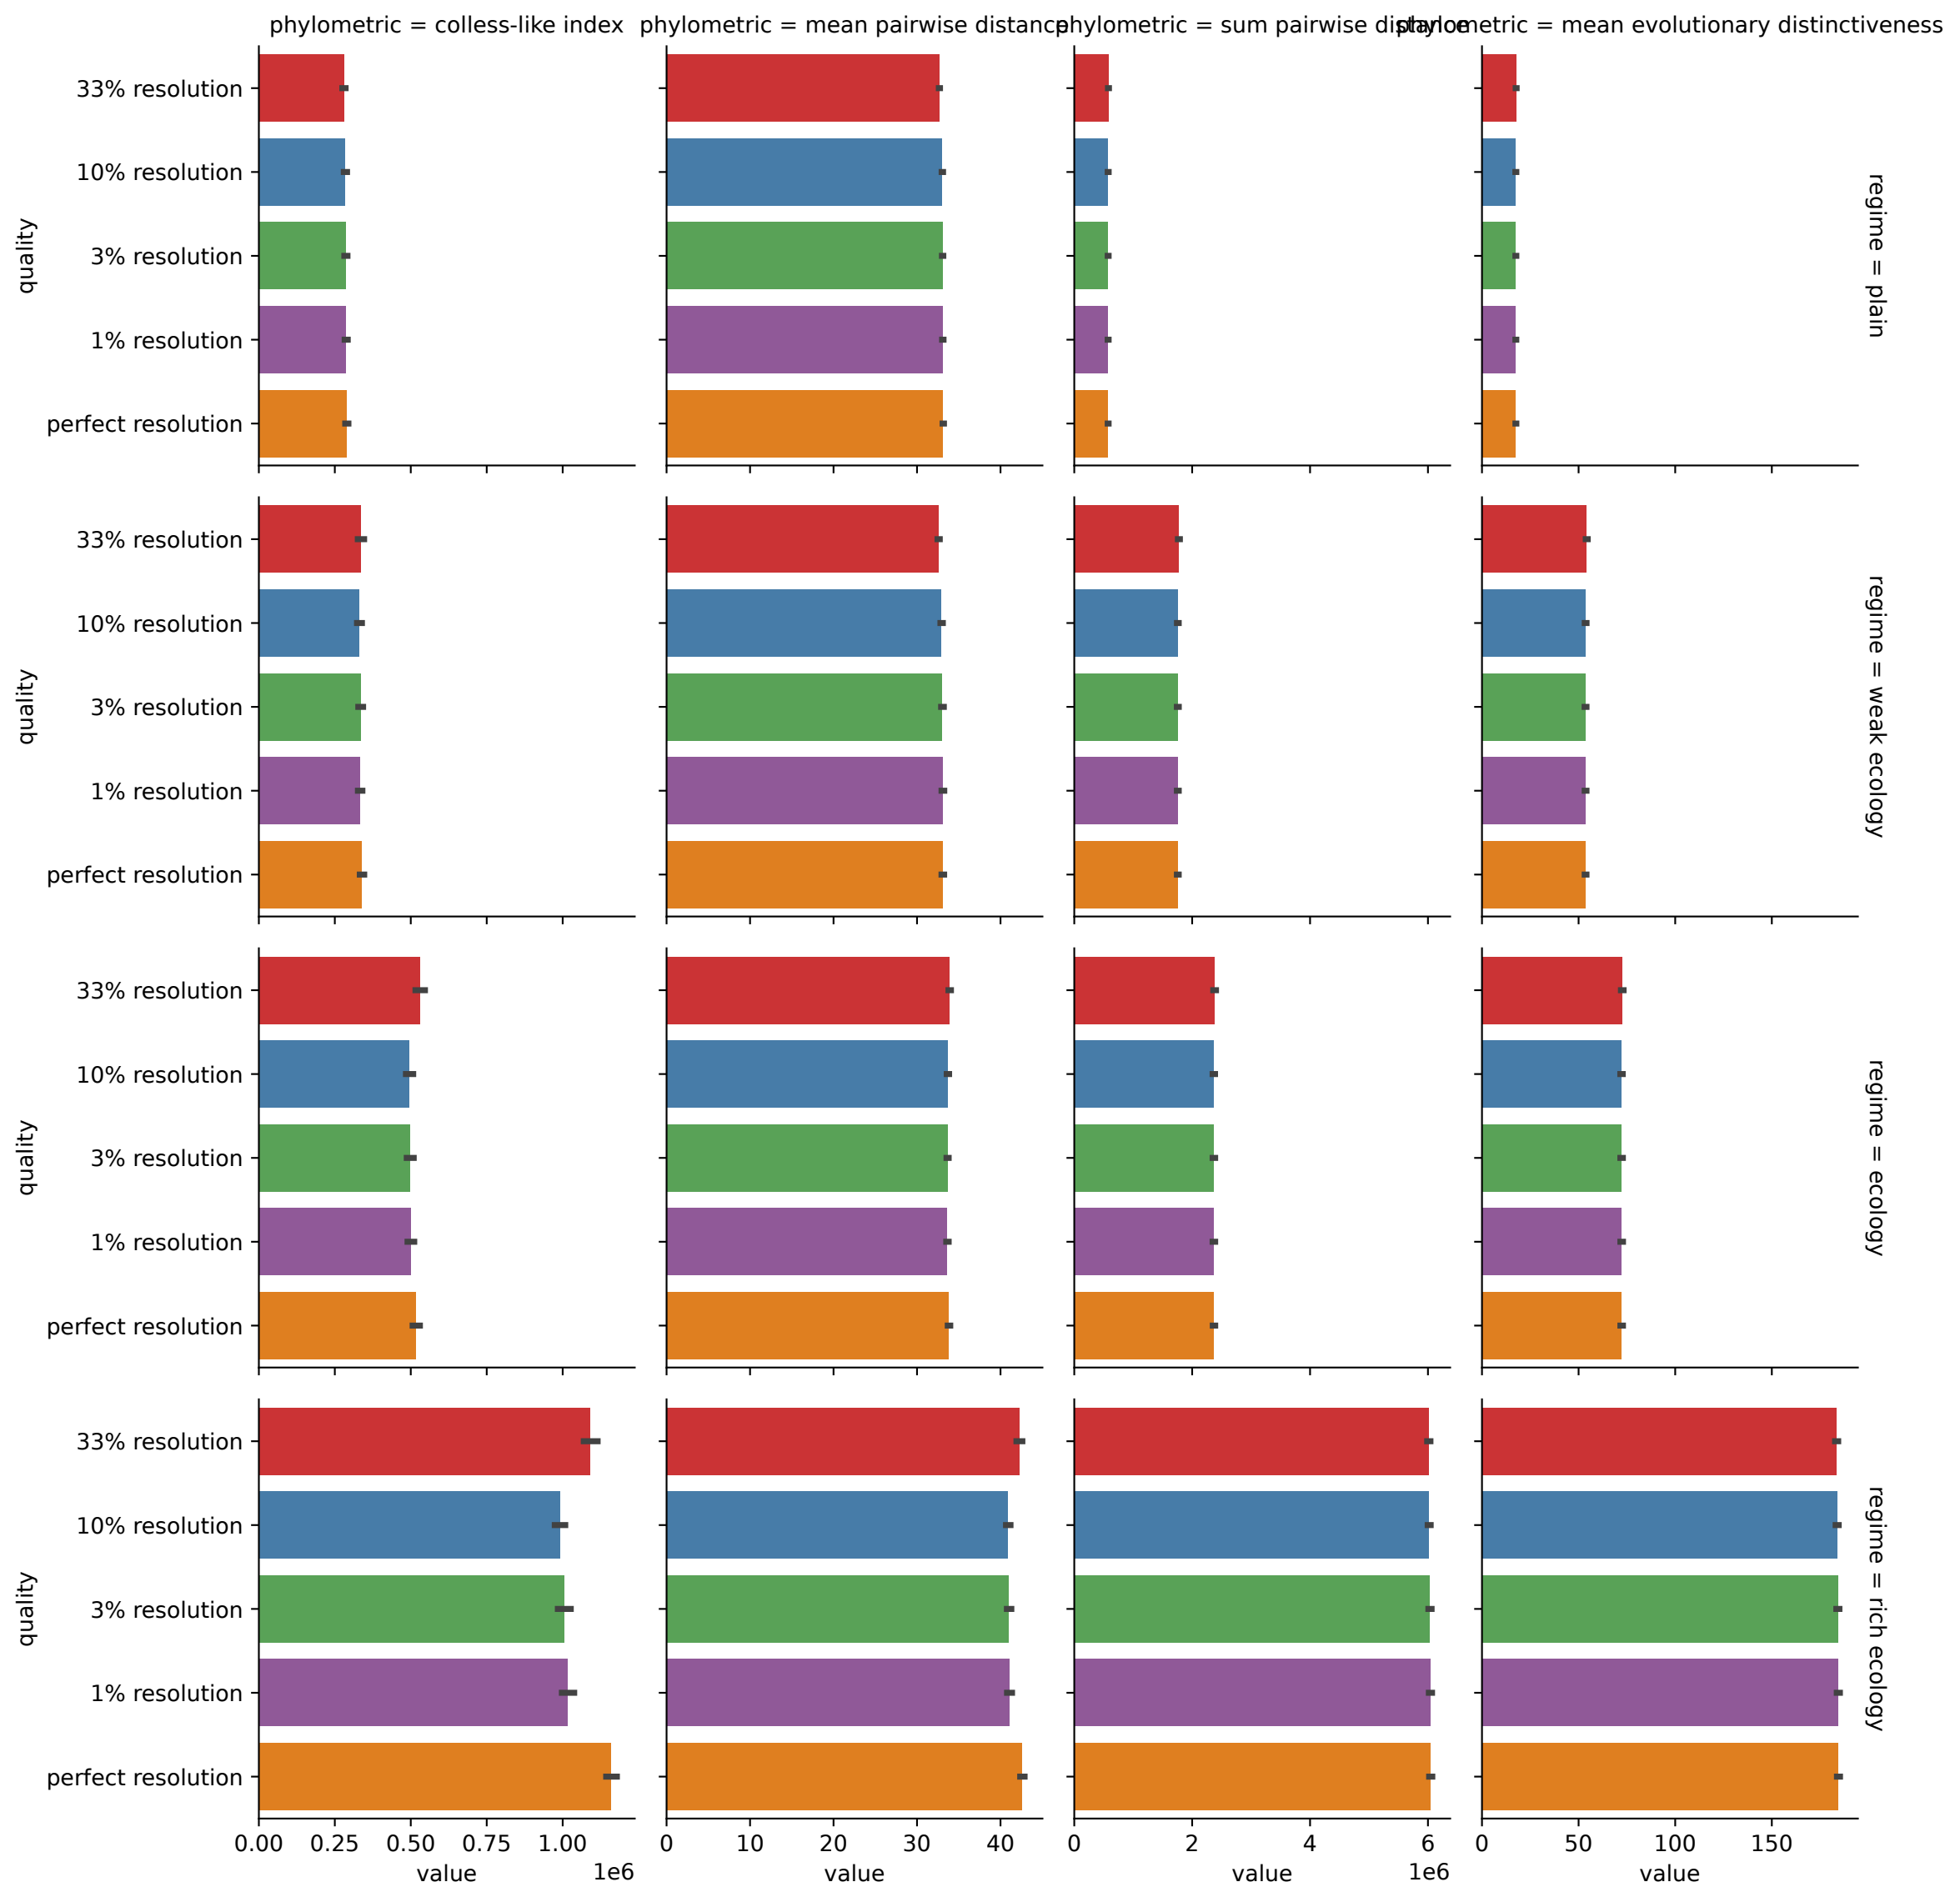 phylometric = colless-like index
phylometric = mean pairwise distance
phylometric = sum pairwise distance
phylometric = mean evolutionary distinctiveness
quality
33% resolution
10% resolution
3% resolution
1% resolution
perfect resolution
regime = plain
quality
33% resolution
10% resolution
3% resolution
1% resolution
perfect resolution
regime = weak ecology
quality
33% resolution
10% resolution
3% resolution
1% resolution
perfect resolution
regime = ecology
quality
33% resolution
10% resolution
3% resolution
1% resolution
perfect resolution
regime = rich ecology
0.00 0.25 0.50 0.75 1.00
value
1e6
0 10 20 30 40
value
0 2 4 6
value
1e6
0 50 100 150
value